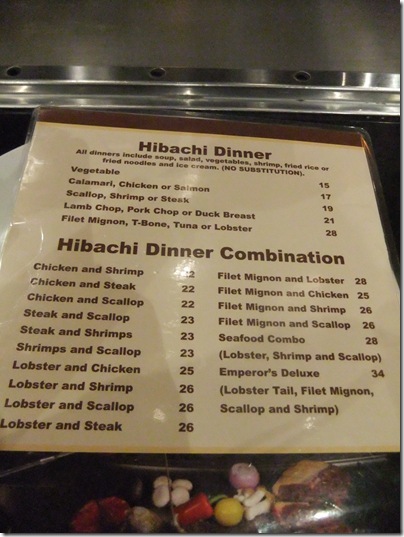 Hibachi Dinner
All dinners include soup, salad, vegetables, shrimp, fried rice or
fried noodles and ice cream. (NO SUBSTITUTION).
Vegetable 15
Calamari, Chicken or Salmon 17
Scallop, Shrimp or Steak 19
Lamb Chop, Pork Chop or Duck Breast 21
Filet Mignon, T-Bone, Tuna or Lobster 28
Hibachi Dinner Combination
Chicken and Shrimp
Chicken and Steak 22
Chicken and Scallop 22
Steak and Scallop 23
Steak and Shrimps 23
Shrimps and Scallop 23
Lobster and Chicken 25
Lobster and Shrimp 26
Lobster and Scallop 26
Lobster and Steak 26
Filet Mignon and Lobster 28
Filet Mignon and Chicken 25
Filet Mignon and Shrimp 26
Filet Mignon and Scallop 26
Seafood Combo 28
(Lobster, Shrimp and Scallop)
Emperor's Deluxe 34
(Lobster Tail, Filet Mignon,
Scallop and Shrimp)